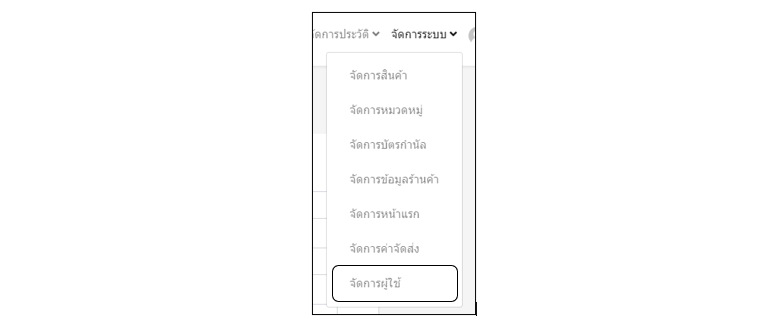 จัดการประวัติ จัดการระบบ
จัดการสินค้า
จัดการหมวดหมู่
จัดการบัตรกำนัล
จัดการข้อมูลร้านค้า
จัดการหน้าแรก
จัดการค่าจัดส่ง
จัดการผู้ใช้